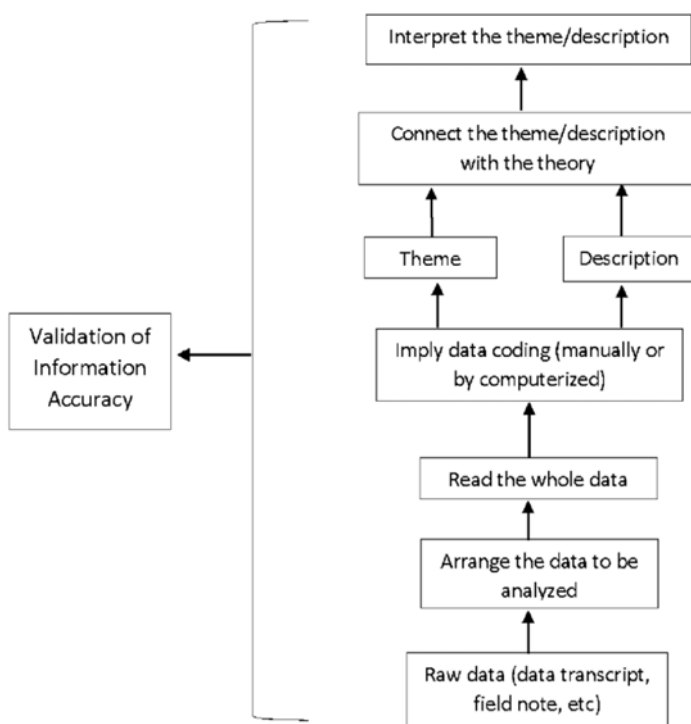 Interpret the theme/description
Connect the theme/description
with the theory
Theme
Description
Validation of
Information
Accuracy
Imply data coding (manually or
by computerized)
Read the whole data
Arrange the data to be
analyzed
Raw data (data transcript,
field note, etc)